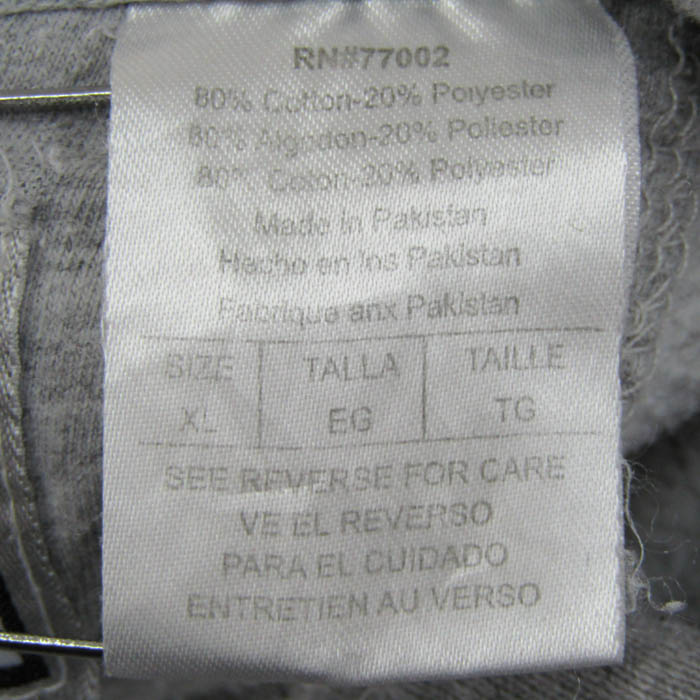 RN#77002
80% Cotton-20% Polyester
80% Algodon-20% Poliester
80% Coton-20% Polyester
Made in Pakistan
Hecho en Ios Pakistan
Fabrique anx Pakistan
SIZE TALLA TAILLE
XL EG TG
SEE REVERSE FOR CARE
VE EL REVERSO
PARA EL CUIDADO
ENTRETIEN AU VERSO